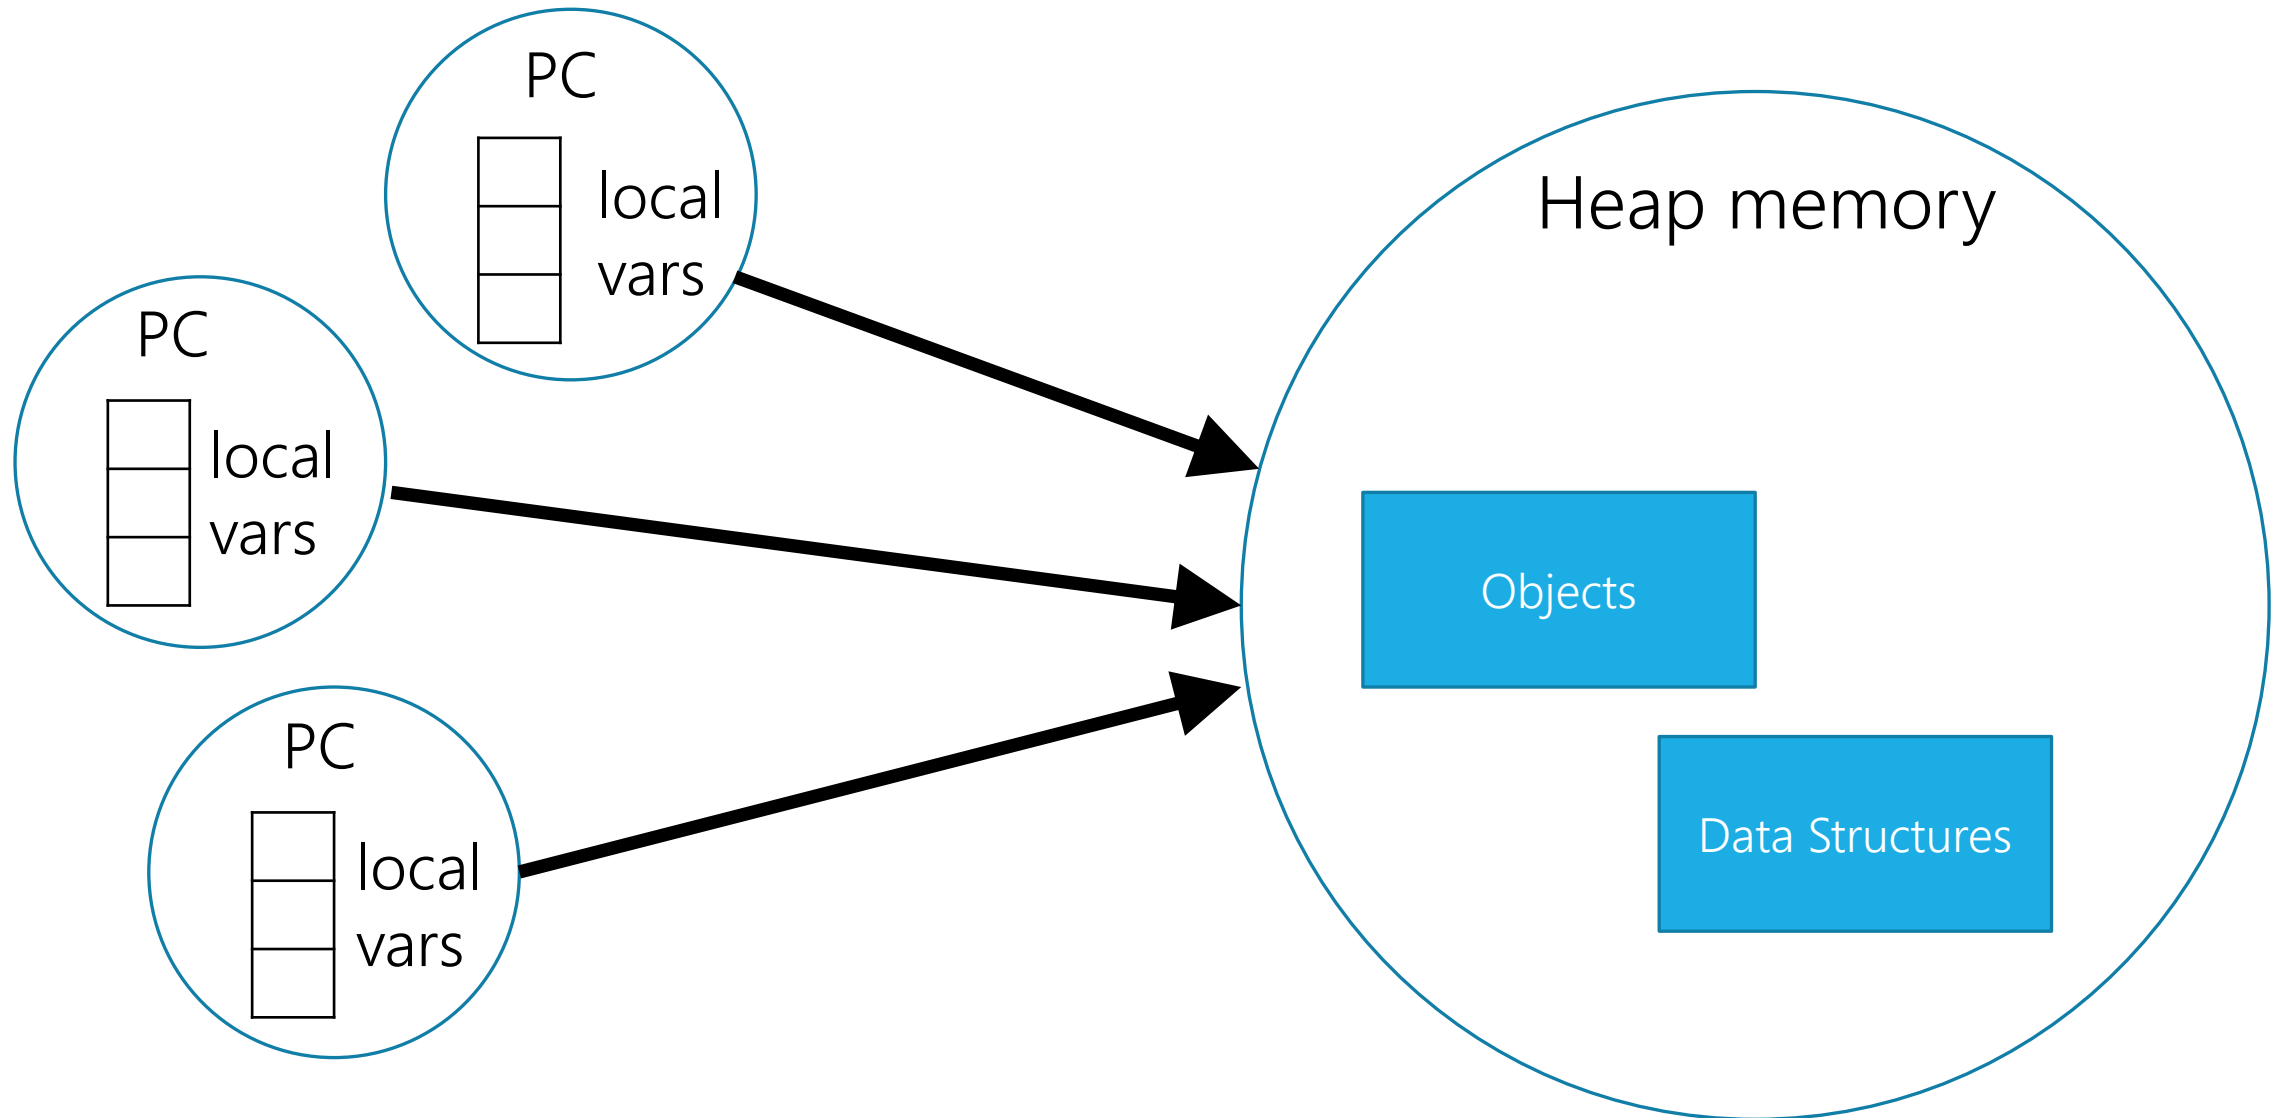 PC
local
vars
PC
local
vars
PC
local
vars
Heap memory
Objects
Data Structures